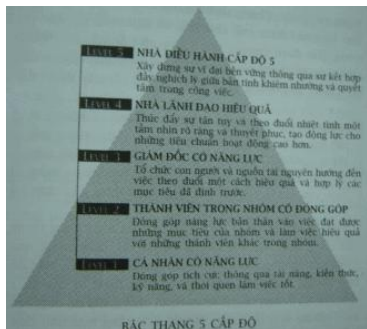 LEVEL 5 NHÀ ĐIỀU HÀNH CẤP ĐỘ 5
Xây dựng sự vĩ đại bền vững thông qua sự kết hợp
đầy nghịch lý giữa bản tính khiêm nhường và quyết
tâm trong công việc.
LEVEL 4 NHÀ LÃNH ĐẠO HIỆU QUẢ
Thúc đẩy sự tận tụy và theo đuổi nhiệt tình một
tầm nhìn rõ ràng và thuyết phục, tạo động lực cho
những tiêu chuẩn hoạt động cao hơn.
LEVEL 3 GIÁM ĐỐC CÓ NĂNG LỰC
Tổ chức con người và nguồn tài nguyên hướng đến
việc theo đuổi một cách hiệu quả và hợp lý các
mục tiêu đã định trước.
LEVEL 2 THÀNH VIÊN TRONG NHÓM CÓ ĐÓNG GÓP
Đóng góp năng lực bản thân vào việc đạt được
những mục tiêu của nhóm và làm việc hiệu quả
với những thành viên khác trong nhóm.
LEVEL 1 CÁ NHÂN CÓ NĂNG LỰC
Đóng góp tích cực thông qua tài năng, kiến thức,
kỹ năng, và thói quen làm việc tốt.
BẬC THANG 5 CẤP ĐỘ